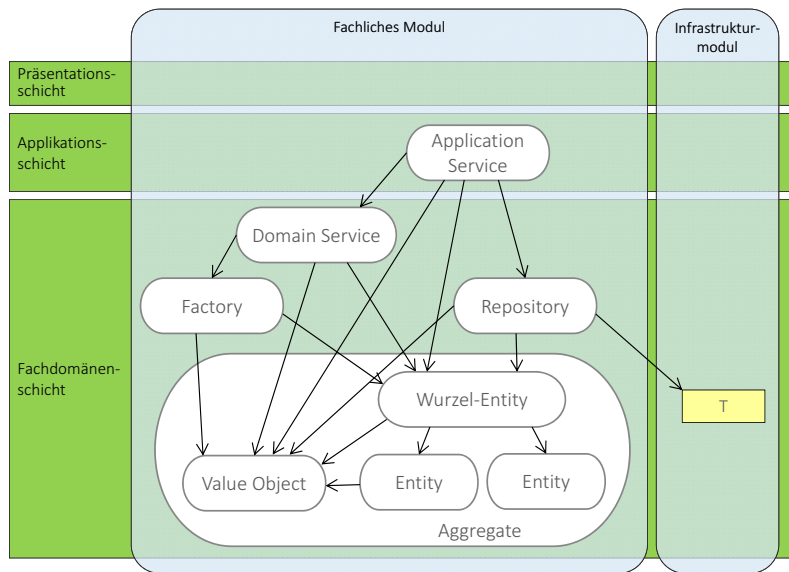 Fachliches Modul
Infrastruktur-
modul
Präsentations-
schicht
Applikations-
schicht
Application
Service
Domain Service
Factory
Repository
Fachdomänen-
schicht
Wurzel-Entity
T
Value Object
Entity
Entity
Aggregate